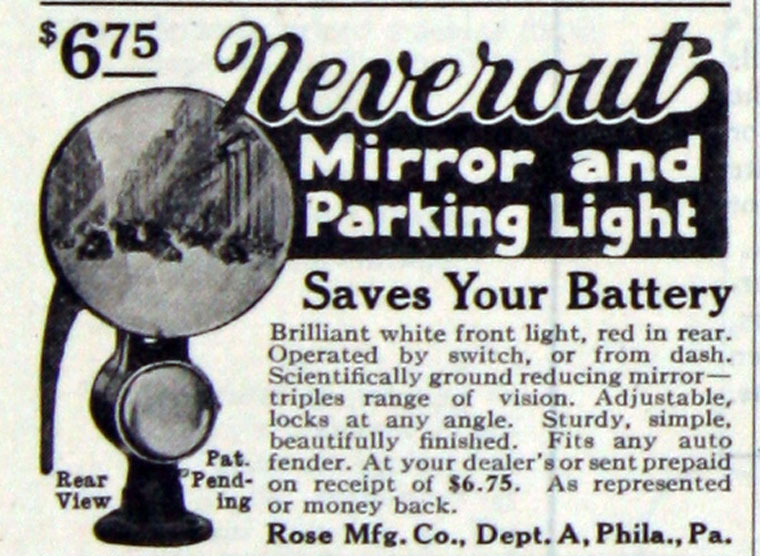 $6.75
Neverout
Mirror and
Parking Light
Saves Your Battery
Brilliant white front light, red in rear.
Operated by switch, or from dash.
Scientifically ground reducing mirror—
triples range of vision. Adjustable,
locks at any angle. Sturdy, simple,
beautifully finished. Fits any auto
fender. At your dealer's or sent prepaid
on receipt of $6.75. As represented
or money back.
Rose Mfg. Co., Dept. A, Phila., Pa.
Rear
View
Pat.
Pend-
ing